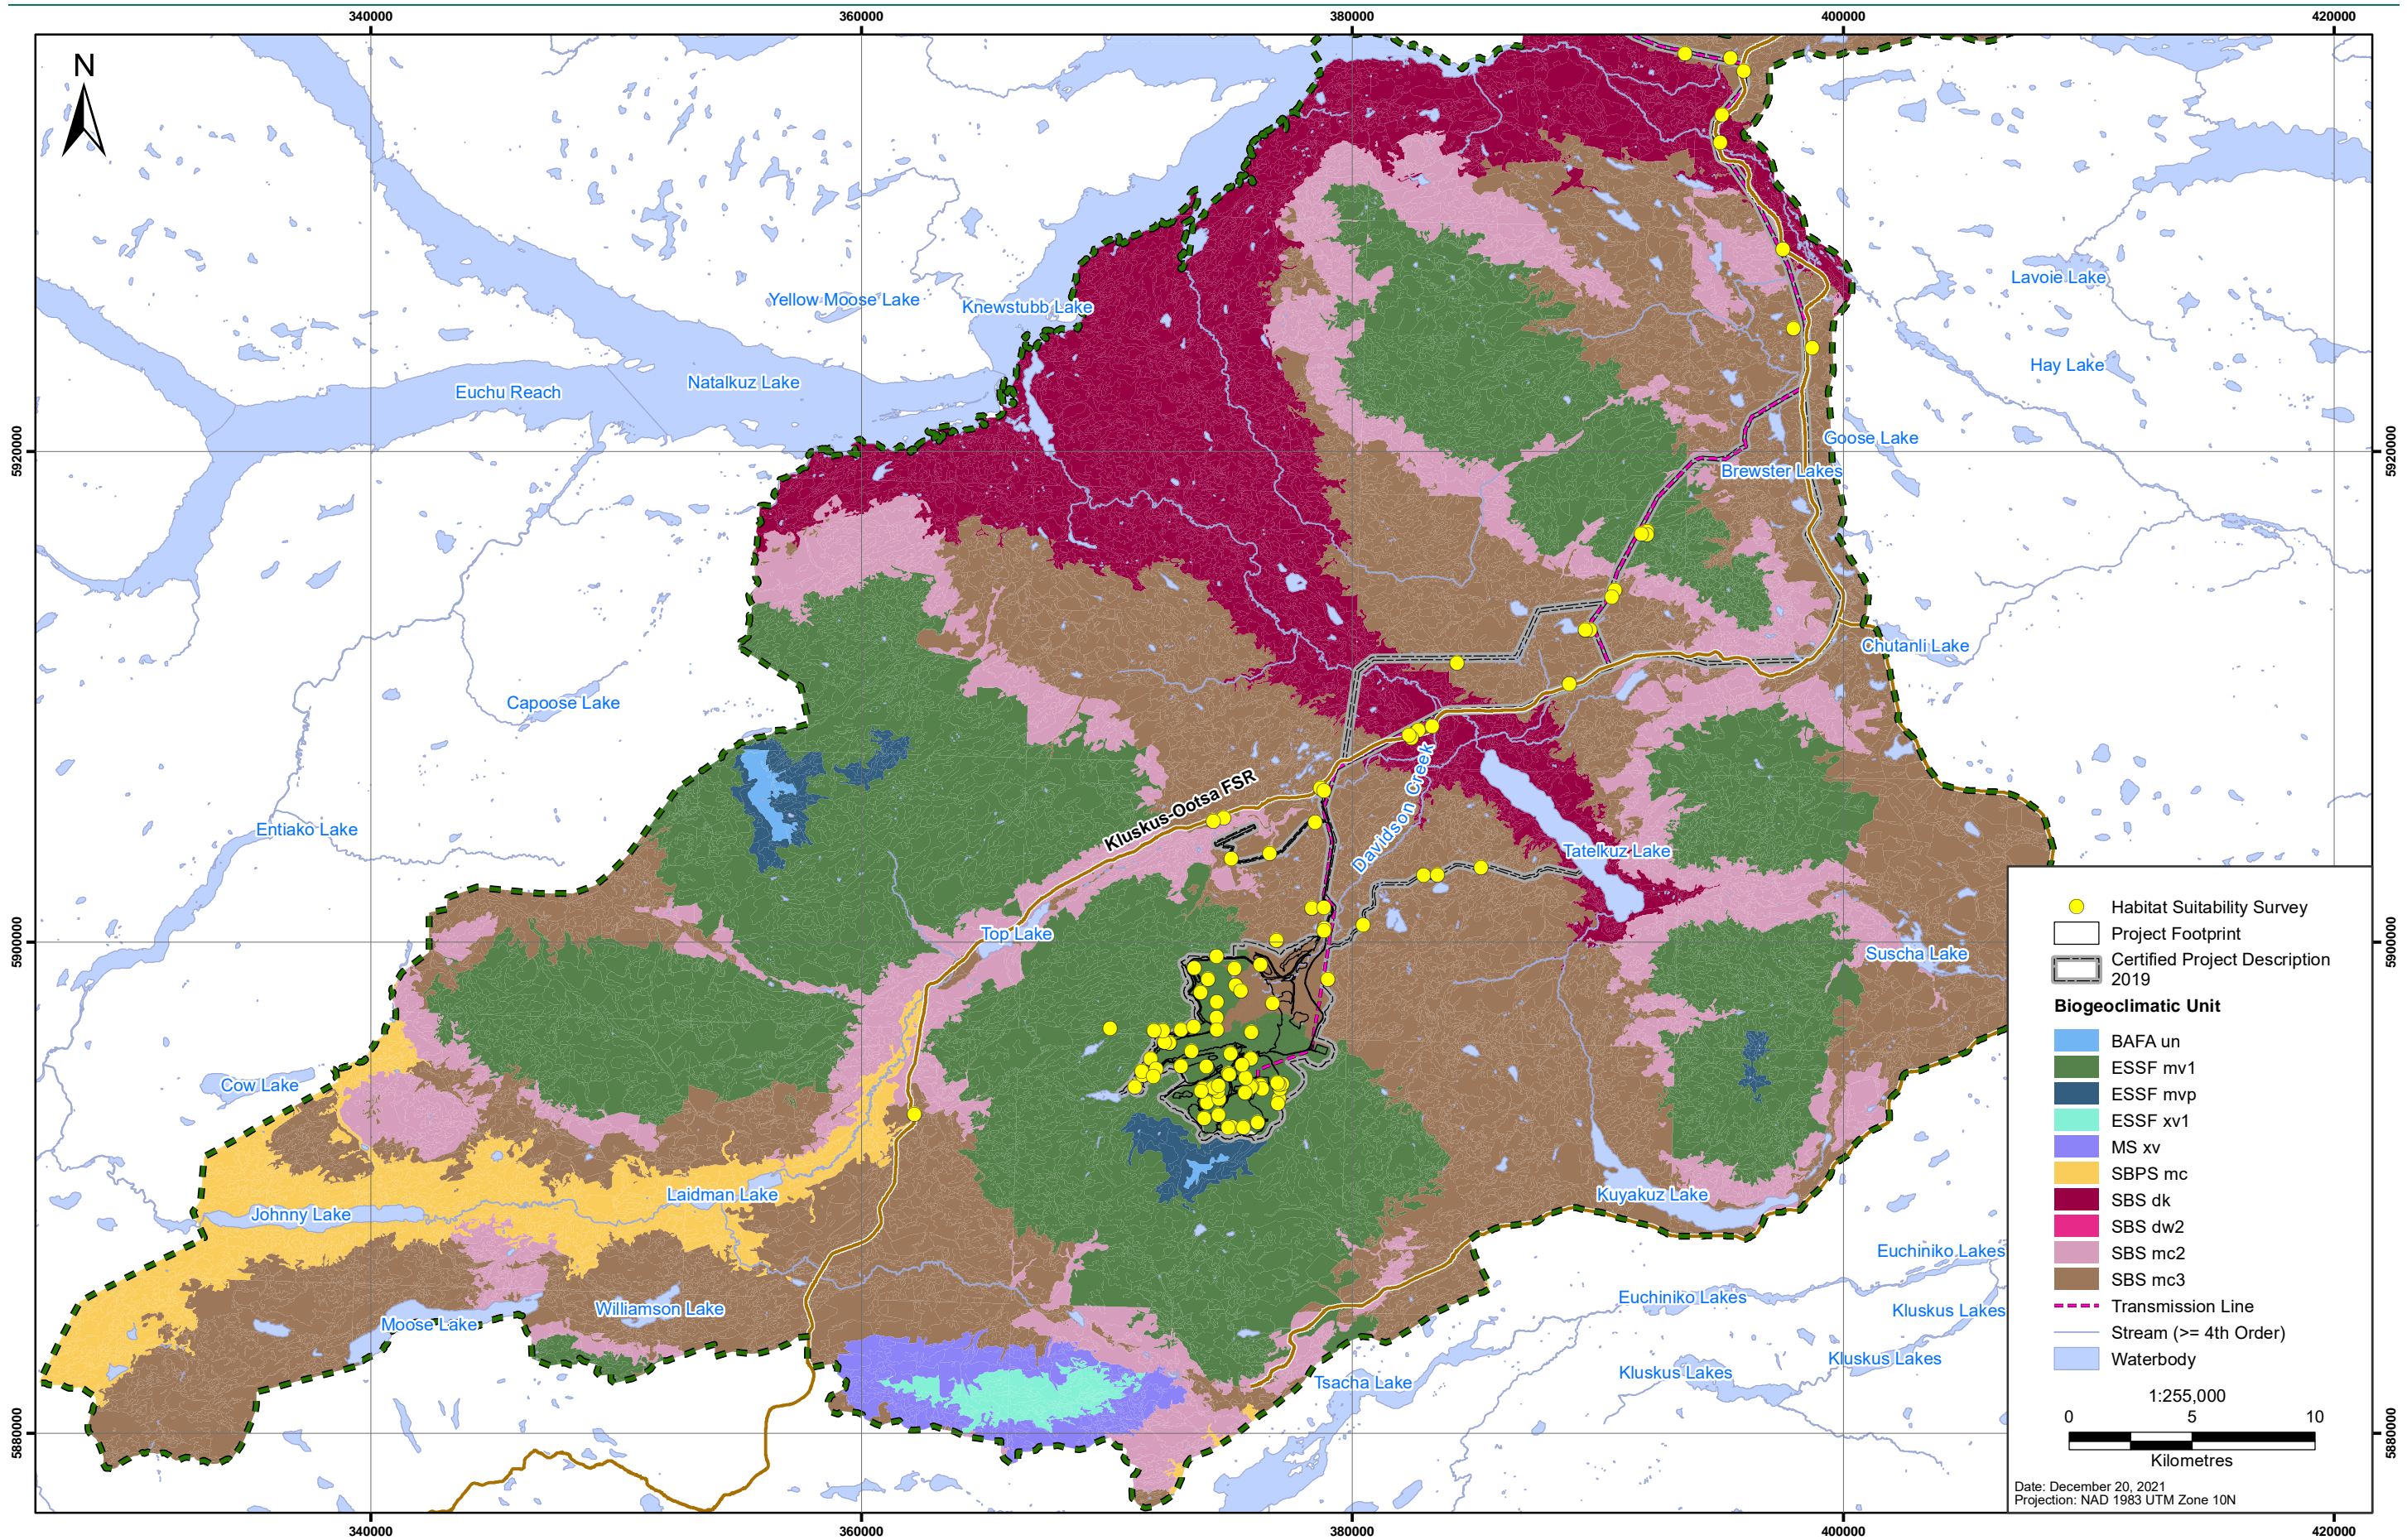 340000
360000
380000
400000
420000
N
Yellow Moose Lake
Knewstubb Lake
Lavoie Lake
Hay Lake
Natalkuz Lake
Euchu Reach
Goose Lake
5920000
5920000
Brewster Lakes
Chutanli Lake
Capoose Lake
Davidson Creek
Kluskus-Ootsa FSR
Entiako Lake
Tatelkuz Lake
Top Lake
5900000
5900000
Suscha Lake
Cow Lake
Laidman Lake
Kuyakuz Lake
Johnny Lake
Euchiniko Lakes
Euchiniko Lakes
Williamson Lake
Kluskus Lakes
Moose Lake
Kluskus Lakes
Kluskus Lakes
Tsacha Lake
5880000
5880000
Habitat Suitability Survey
Project Footprint
Certified Project Description
2019
Biogeoclimatic Unit
BAFA un
ESSF mv1
ESSF mvp
ESSF xv1
MS xv
SBPS mc
SBS dk
SBS dw2
SBS mc2
SBS mc3
Transmission Line
Stream (>= 4th Order)
Waterbody
1:255,000
0 5 10
Kilometres
Date: December 20, 2021
Projection: NAD 1983 UTM Zone 10N
340000
360000
380000
400000
420000